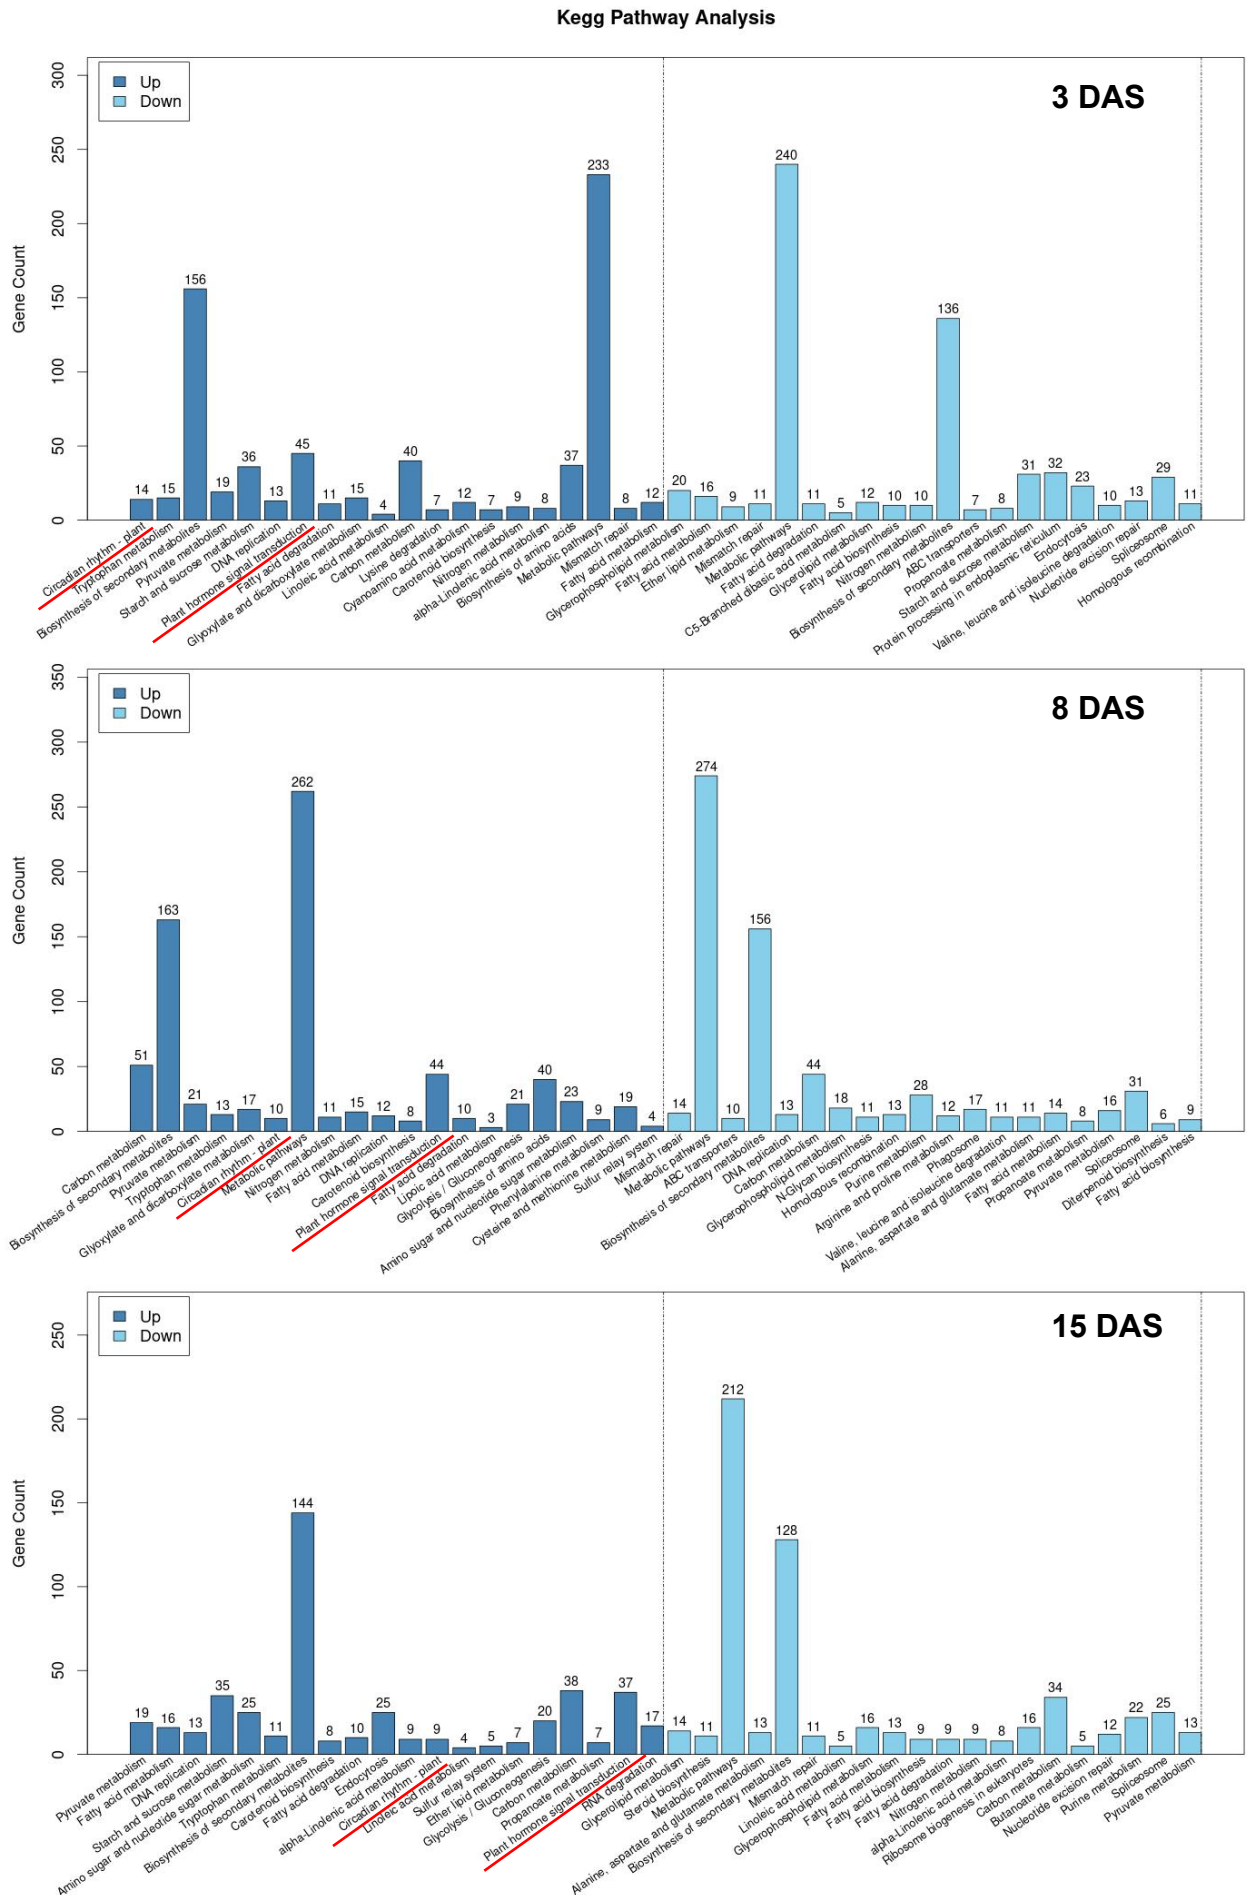 Kegg Pathway Analysis
Up
Down
3 DAS
Gene Count
0
50
100
150
200
250
300
14
15
156
19
36
13
45
11
15
4
40
7
12
7
9
8
37
233
8
12
20
16
9
11
240
11
5
12
10
10
136
7
8
31
32
23
10
13
29
11
Circadian rhythm - plant
Tryptophan metabolism
Biosynthesis of secondary metabolites
Pyruvate metabolism
Starch and sucrose metabolism
DNA replication
Plant hormone signal transduction
Fatty acid degradation
Glyoxylate and dicarboxylate metabolism
Linoleic acid metabolism
Carbon metabolism
Lysine degradation
Cyanoamino acid metabolism
Carotenoid biosynthesis
Nitrogen metabolism
alpha-Linolenic acid metabolism
Biosynthesis of amino acids
Metabolic pathways
Mismatch repair
Fatty acid metabolism
Glycerophospholipid metabolism
Fatty acid metabolism
Ether lipid metabolism
Mismatch repair
Metabolic pathways
Fatty acid degradation
C5-Branched dibasic acid metabolism
Glycerolipid metabolism
Fatty acid biosynthesis
Nitrogen metabolism
Biosynthesis of secondary metabolites
ABC transporters
Propanoate metabolism
Starch and sucrose metabolism
Protein processing in endoplasmic reticulum
Endocytosis
Valine, leucine and isoleucine degradation
Nucleotide excision repair
Spliceosome
Homologous recombination
Up
Down
8 DAS
Gene Count
0
50
100
150
200
250
300
350
51
163
21
13
17
10
262
11
15
12
8
44
10
3
21
40
23
9
19
4
14
274
10
156
13
44
18
11
13
28
12
17
11
11
14
8
16
31
6
9
Carbon metabolism
Biosynthesis of secondary metabolites
Pyruvate metabolism
Tryptophan metabolism
Glyoxylate and dicarboxylate metabolism
Circadian rhythm - plant
Metabolic pathways
Nitrogen metabolism
Fatty acid metabolism
DNA replication
Carotenoid biosynthesis
Plant hormone signal transduction
Fatty acid degradation
Lipoic acid metabolism
Glycolysis / Gluconeogenesis
Biosynthesis of amino acids
Amino sugar and nucleotide sugar metabolism
Phenylalanine metabolism
Cysteine and methionine metabolism
Sulfur relay system
Mismatch repair
Metabolic pathways
ABC transporters
Biosynthesis of secondary metabolites
DNA replication
Carbon metabolism
Glycerophospholipid metabolism
N-Glycan biosynthesis
Homologous recombination
Purine metabolism
Arginine and proline metabolism
Phagosome
Valine, leucine and isoleucine degradation
Alanine, aspartate and glutamate metabolism
Fatty acid metabolism
Propanoate metabolism
Pyruvate metabolism
Spliceosome
Diterpenoid biosynthesis
Fatty acid biosynthesis
Up
Down
15 DAS
Gene Count
0
50
100
150
200
250
19
16
13
35
25
11
144
8
10
25
9
9
4
5
7
20
38
7
37
17
14
11
212
13
128
11
5
16
13
9
9
9
8
16
34
5
12
22
25
13
Pyruvate metabolism
Fatty acid metabolism
DNA replication
Starch and sucrose metabolism
Amino sugar and nucleotide sugar metabolism
Tryptophan metabolism
Biosynthesis of secondary metabolites
Carotenoid biosynthesis
Fatty acid degradation
Endocytosis
alpha-Linolenic acid metabolism
Circadian rhythm - plant
Linoleic acid metabolism
Sulfur relay system
Ether lipid metabolism
Glycolysis / Gluconeogenesis
Carbon metabolism
Propanoate metabolism
Plant hormone signal transduction
RNA degradation
Glycerolipid metabolism
Steroid biosynthesis
Metabolic pathways
Alanine, aspartate and glutamate metabolism
Biosynthesis of secondary metabolites
Mismatch repair
Linoleic acid metabolism
Glycerophospholipid metabolism
Fatty acid metabolism
Fatty acid biosynthesis
Fatty acid degradation
Nitrogen metabolism
alpha-Linolenic acid metabolism
Ribosome biogenesis in eukaryotes
Carbon metabolism
Butanoate metabolism
Nucleotide excision repair
Purine metabolism
Spliceosome
Pyruvate metabolism